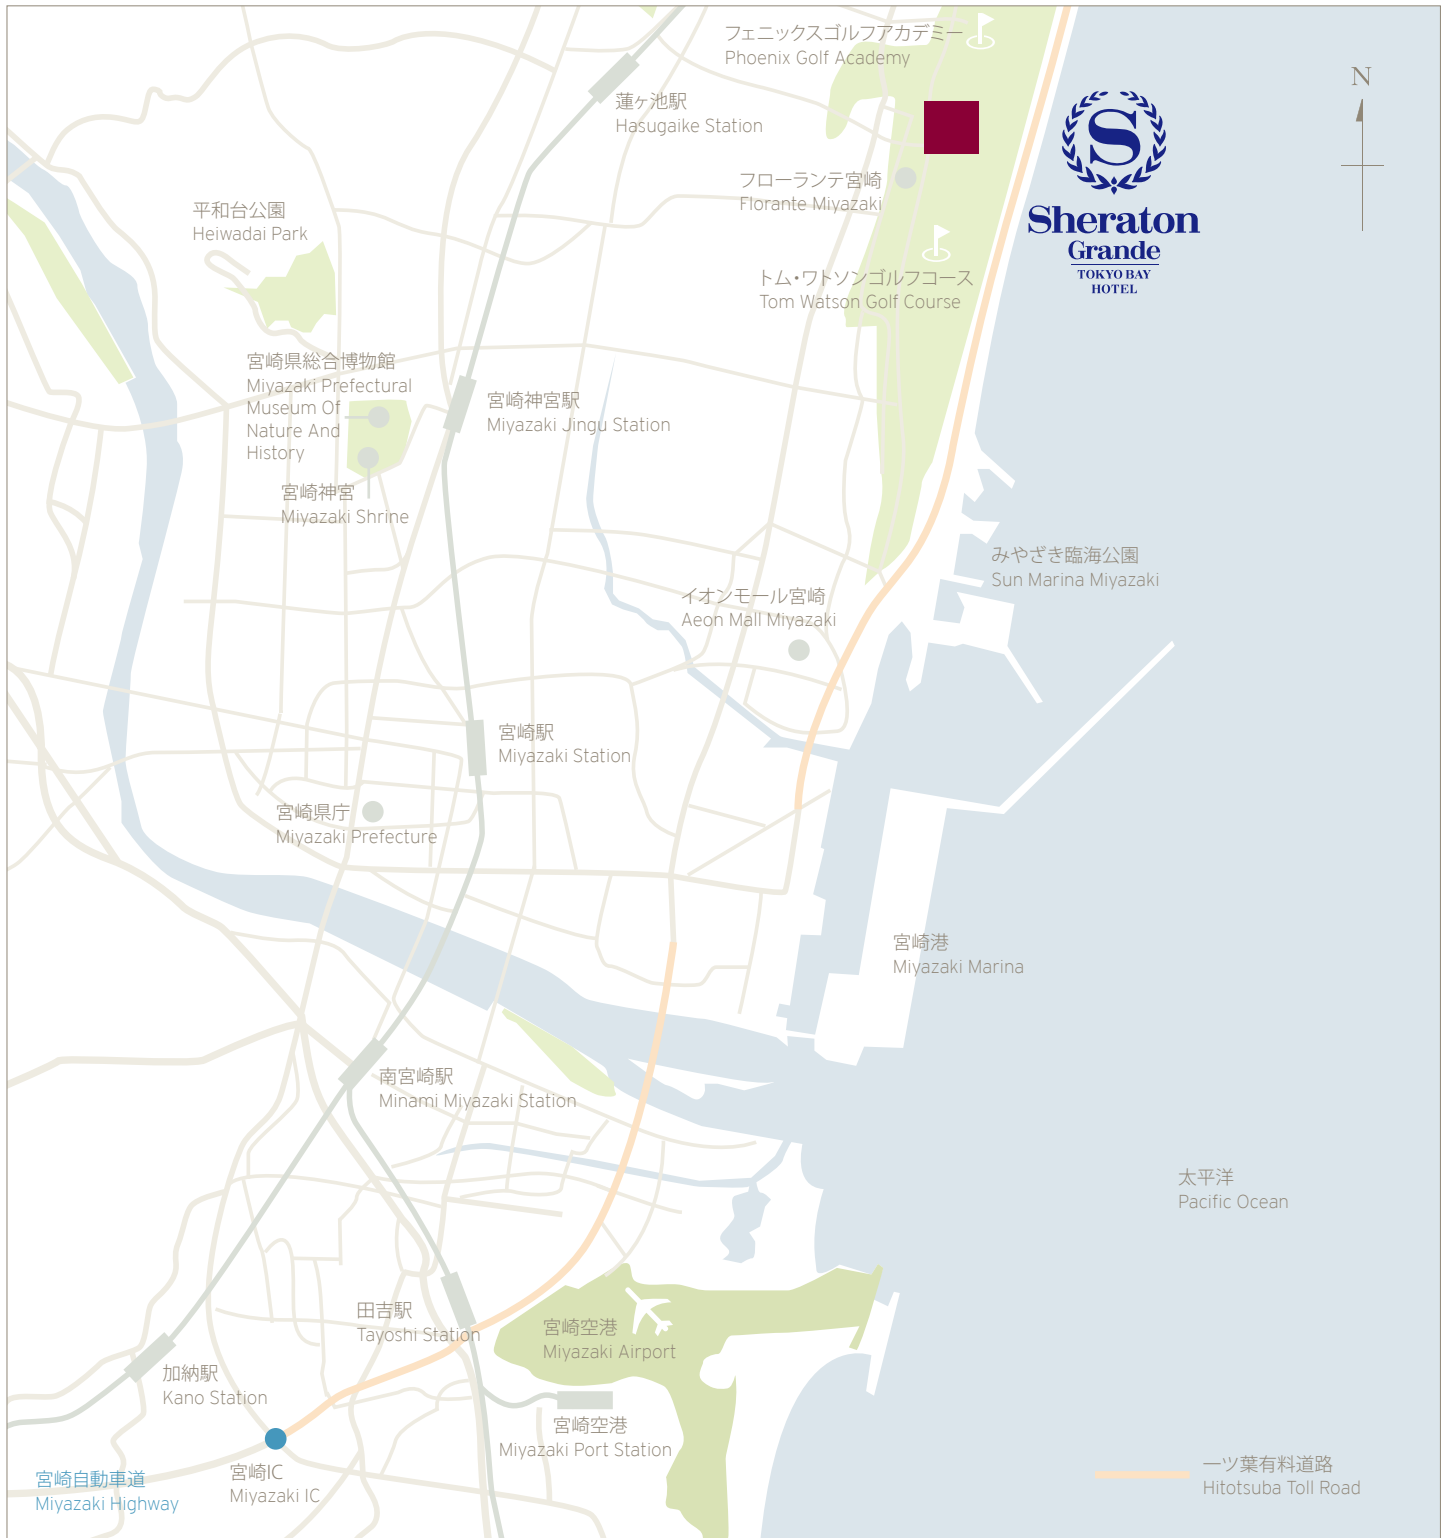 フェニックスゴルフアカデミー
Phoenix Golf Academy
N
蓮ヶ池駅
Hasugaike Station
S
Sheraton
Grande
TOKYO BAY
HOTEL
フローランテ宮崎
Florante Miyazaki
平和台公園
Heiwadai Park
トム・ワトソンゴルフコース
Tom Watson Golf Course
宮崎県総合博物館
Miyazaki Prefectural
Museum Of
Nature And
History
宮崎神宮駅
Miyazaki Jingu Station
宮崎神宮
Miyazaki Shrine
みやざき臨海公園
Sun Marina Miyazaki
イオンモール宮崎
Aeon Mall Miyazaki
宮崎駅
Miyazaki Station
宮崎県庁
Miyazaki Prefecture
宮崎港
Miyazaki Marina
南宮崎駅
Minami Miyazaki Station
太平洋
Pacific Ocean
田吉駅
Tayoshi Station
宮崎空港
Miyazaki Airport
加納駅
Kano Station
宮崎空港
Miyazaki Port Station
宮崎IC
Miyazaki IC
宮崎自動車道
Miyazaki Highway
一ツ葉有料道路
Hitotsuba Toll Road